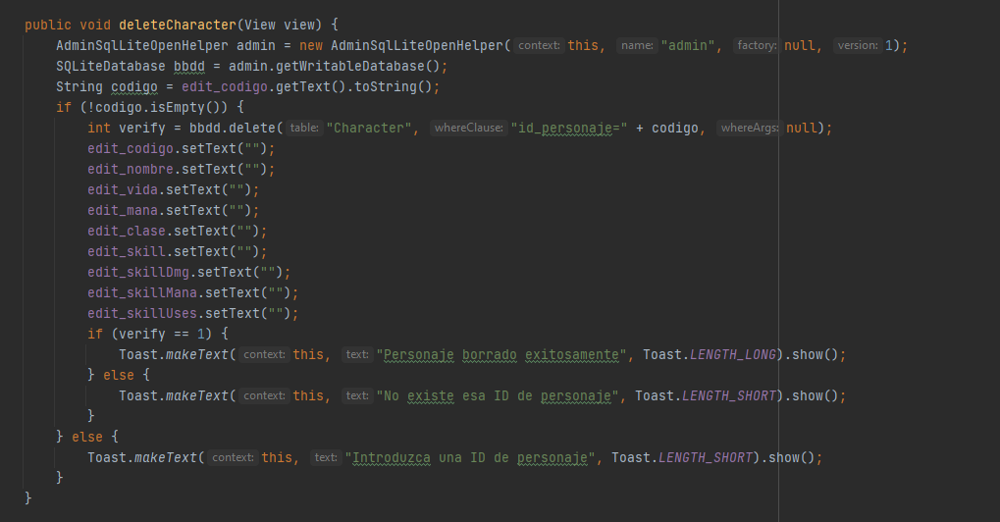 public void deleteCharacter(View view) {
AdminSqlLiteOpenHelper admin = new AdminSqlLiteOpenHelper( context: this, name: "admin", factory: null, version: 1);
SQLiteDatabase bbdd = admin.getWritableDatabase();
String codigo = edit_codigo.getText().toString();
if (!codigo.isEmpty()) {
int verify = bbdd.delete( table: "Character", whereClause: "id_personaje=" + codigo, whereArgs: null);
edit_codigo.setText("");
edit_nombre.setText("");
edit_vida.setText("");
edit_mana.setText("");
edit_clase.setText("");
edit_skill.setText("");
edit_skillDmg.setText("");
edit_skillMana.setText("");
edit_skillUses.setText("");
if (verify == 1) {
Toast.makeText( context: this, text: "Personaje borrado exitosamente", Toast.LENGTH_LONG).show();
} else {
Toast.makeText( context: this, text: "No existe esa ID de personaje", Toast.LENGTH_SHORT).show();
}
} else {
Toast.makeText( context: this, text: "Introduzca una ID de personaje", Toast.LENGTH_SHORT).show();
}
}